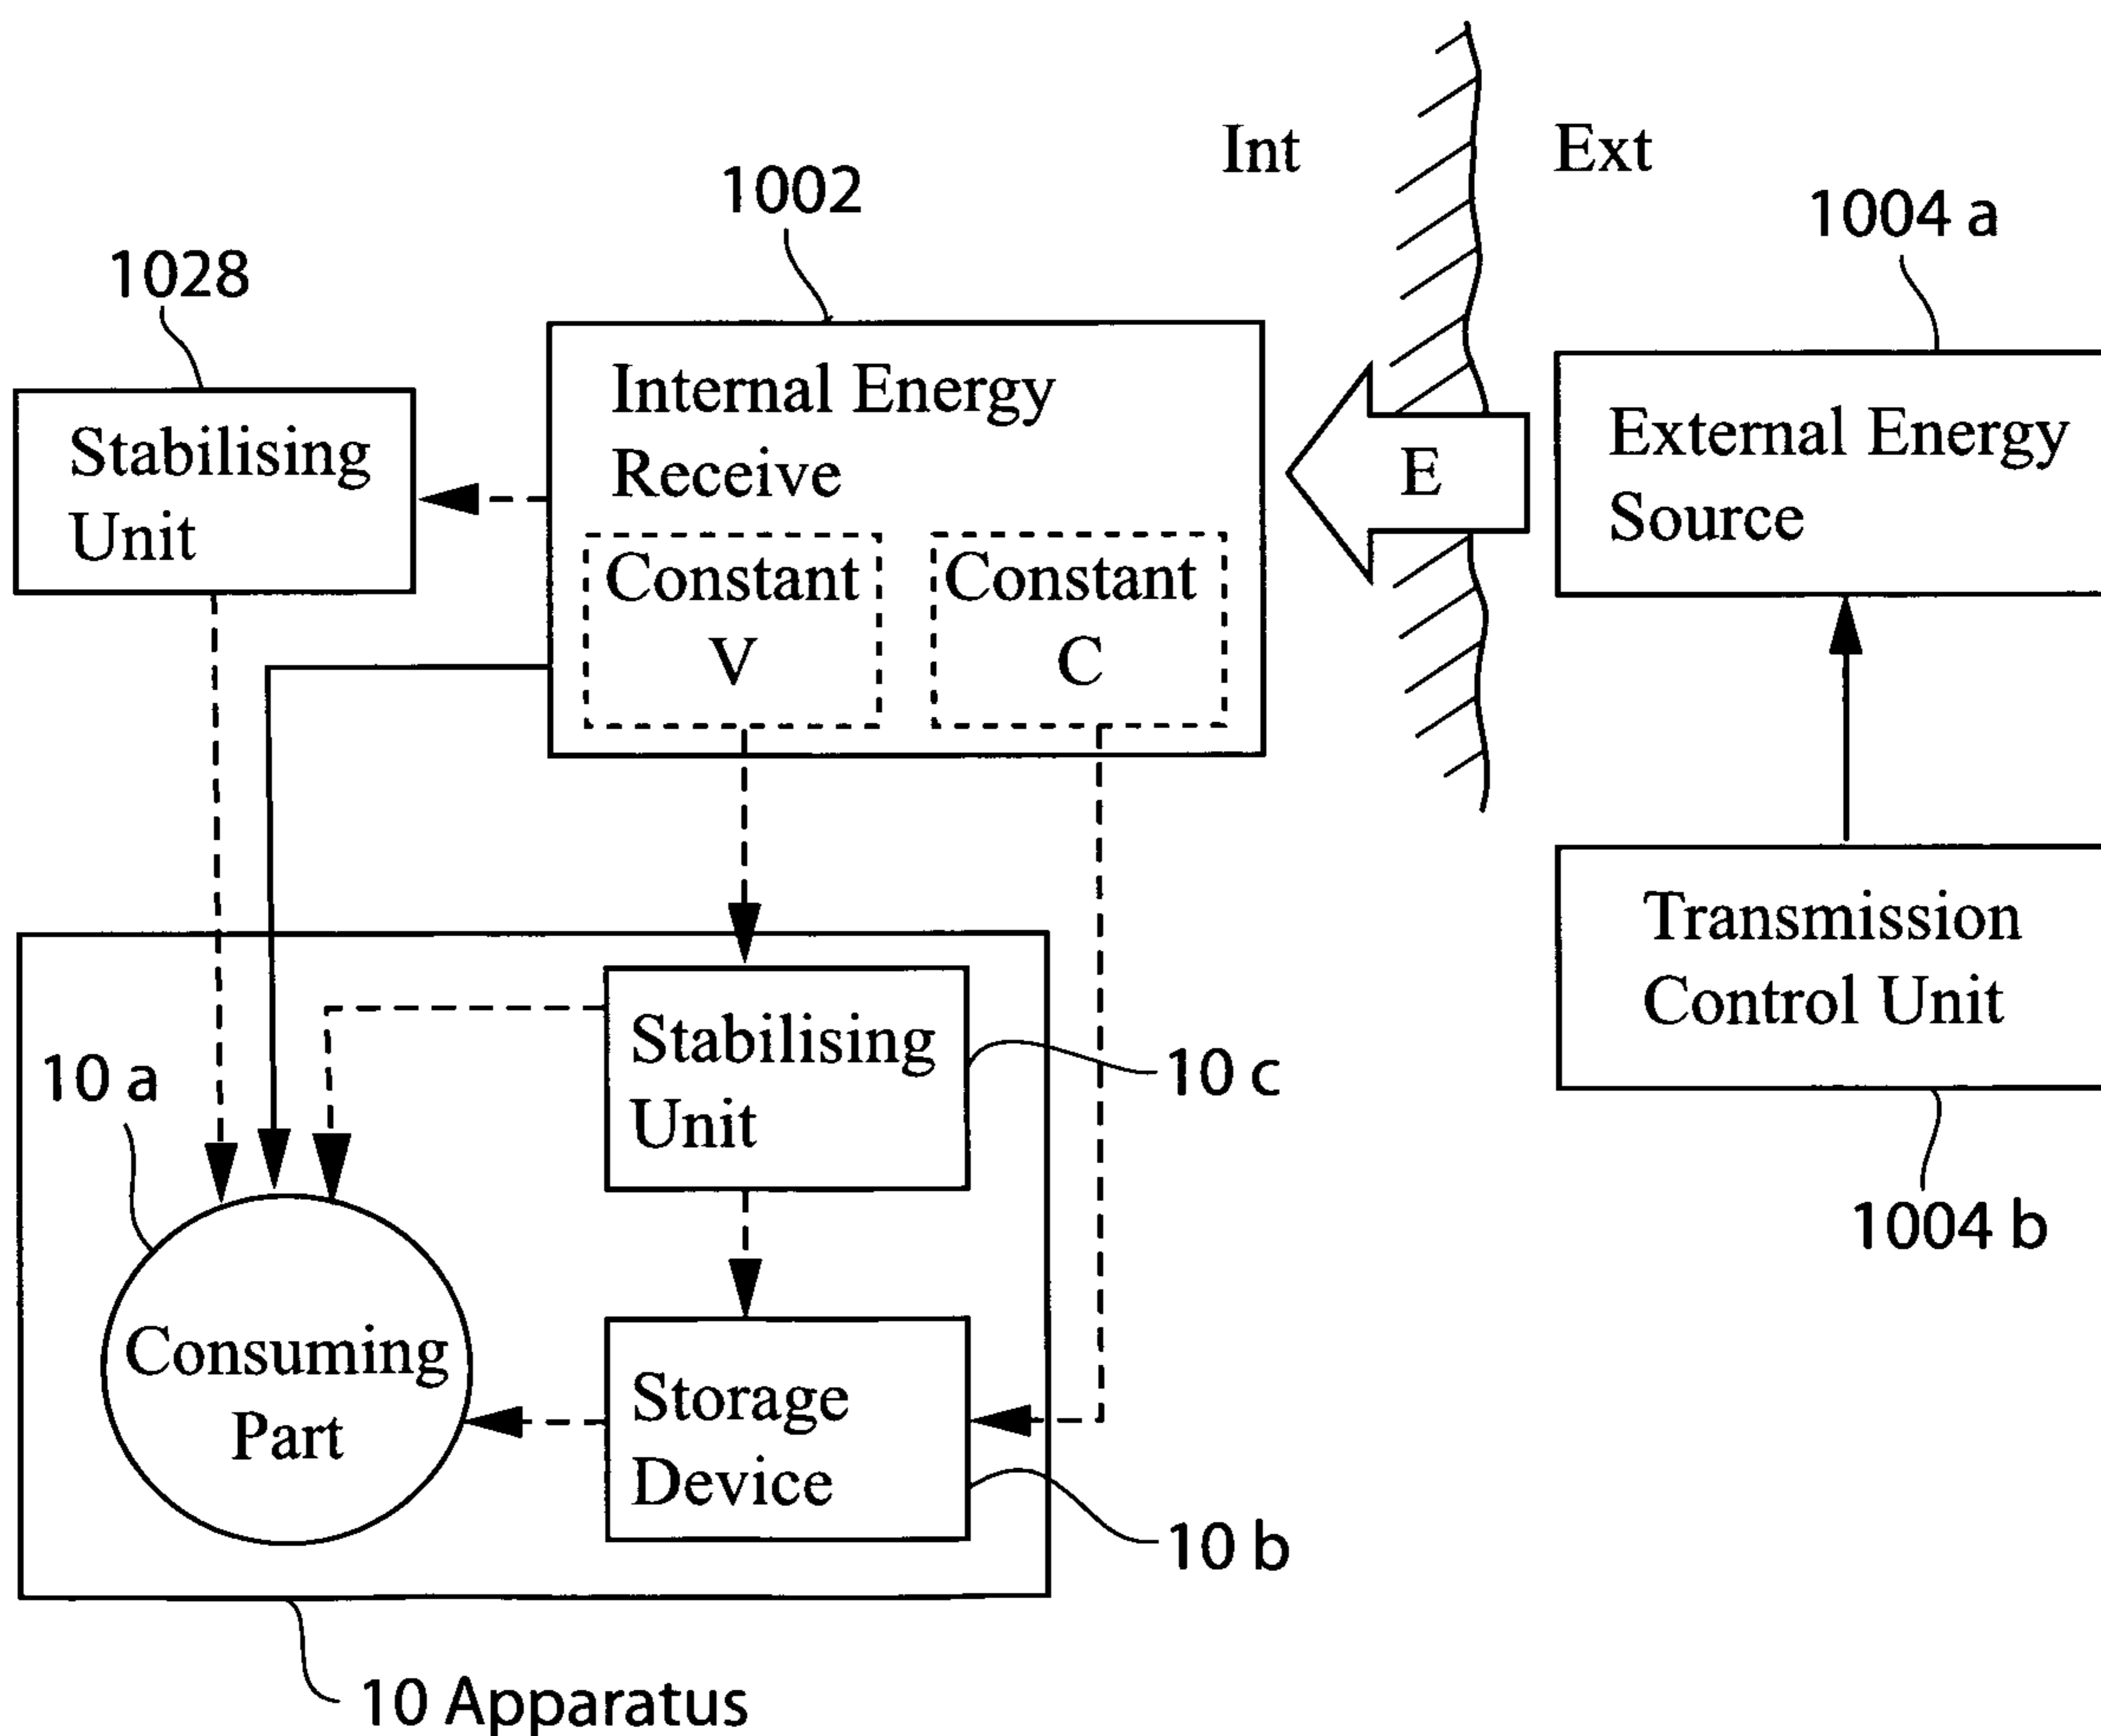 Int
Ext
1002
1004 a
1028
Internal Energy
Receive
Constant
V
Constant
C
E
External Energy
Source
Stabilising
Unit
Transmission
Control Unit
1004 b
10 a
Stabilising
Unit
10 c
Consuming
Part
Storage
Device
10 b
10 Apparatus